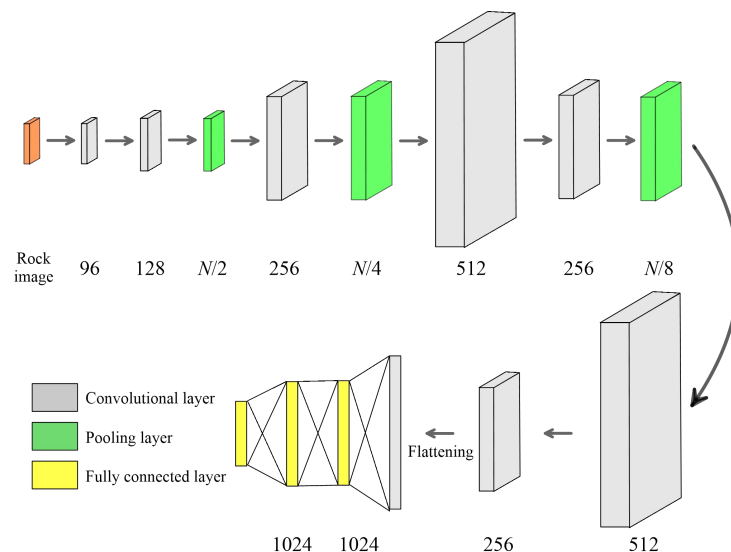 Rock
image
96
128
N/2
256
N/4
512
256
N/8
Convolutional layer
Pooling layer
Fully connected layer
Flattening
1024
1024
256
512